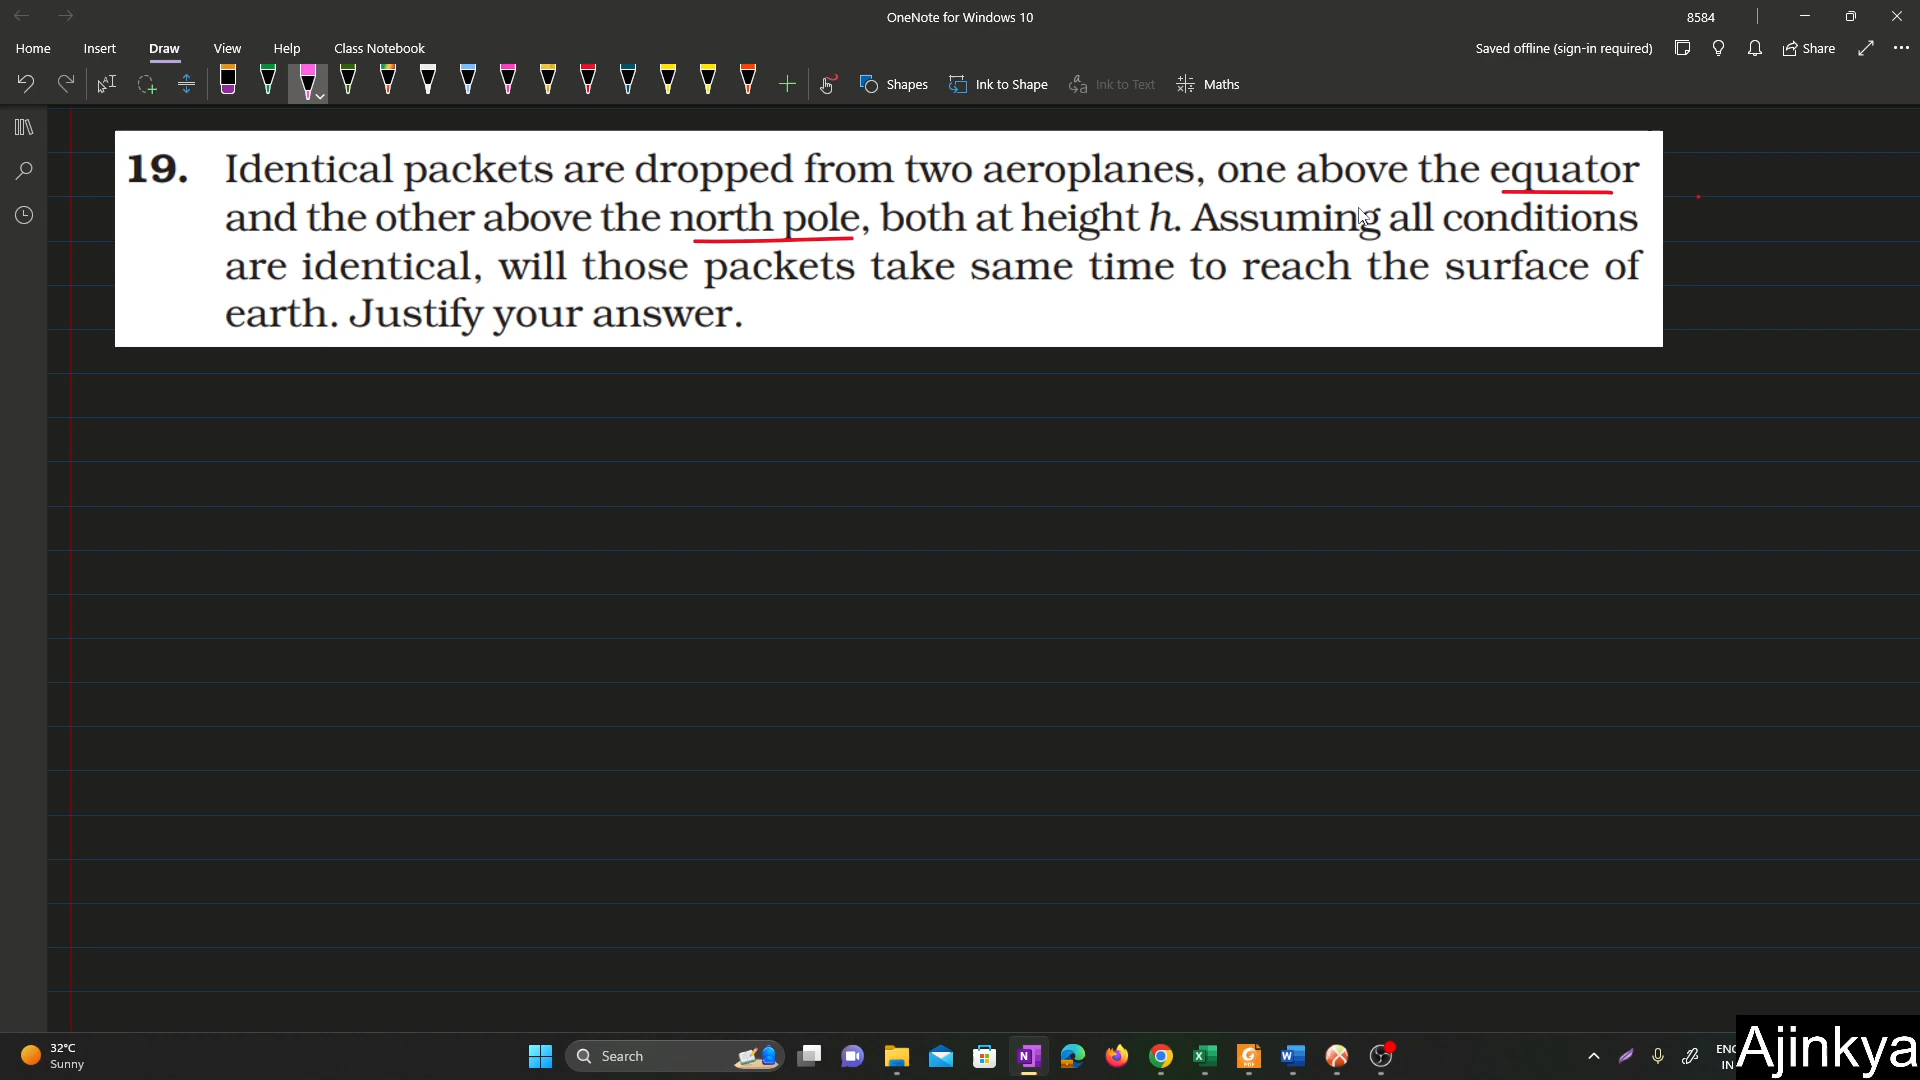 OneNote for Windows 10
8584
Home Insert Draw View Help Class Notebook
Saved offline (sign-in required)
Share
Shapes
Ink to Shape
Ink to Text
Maths
19. Identical packets are dropped from two aeroplanes, one above the equator
and the other above the north pole, both at height h. Assuming all conditions
are identical, will those packets take same time to reach the surface of
earth. Justify your answer.
32°C
Sunny
Search
IN
Ajinkya